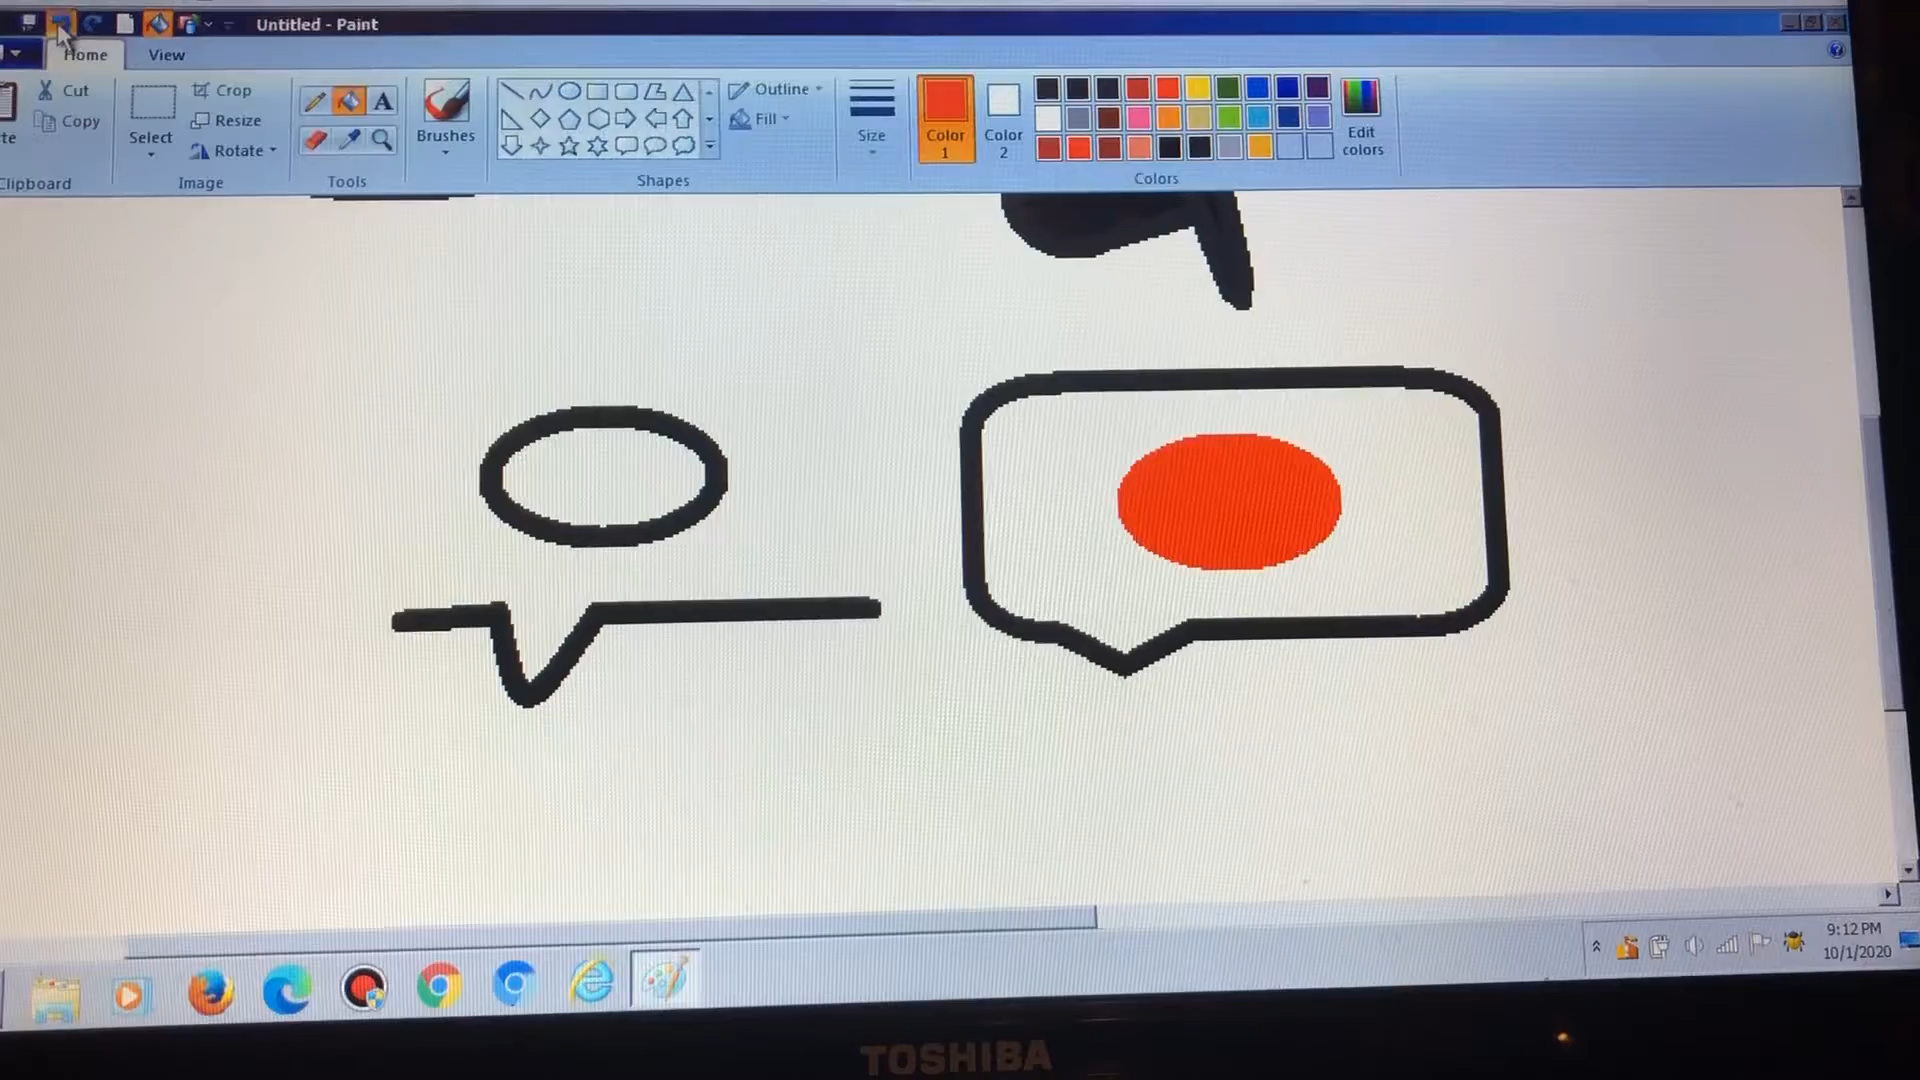 Untitled - Paint
Home View
Cut
Copy
Clipboard
Select
Crop
Resize
Rotate
Image
A
Tools
Brushes
Shapes
Outline
Fill
Size
Color 1
Color 2
Edit colors
Colors
9:12 PM
10/1/2020
TOSHIBA